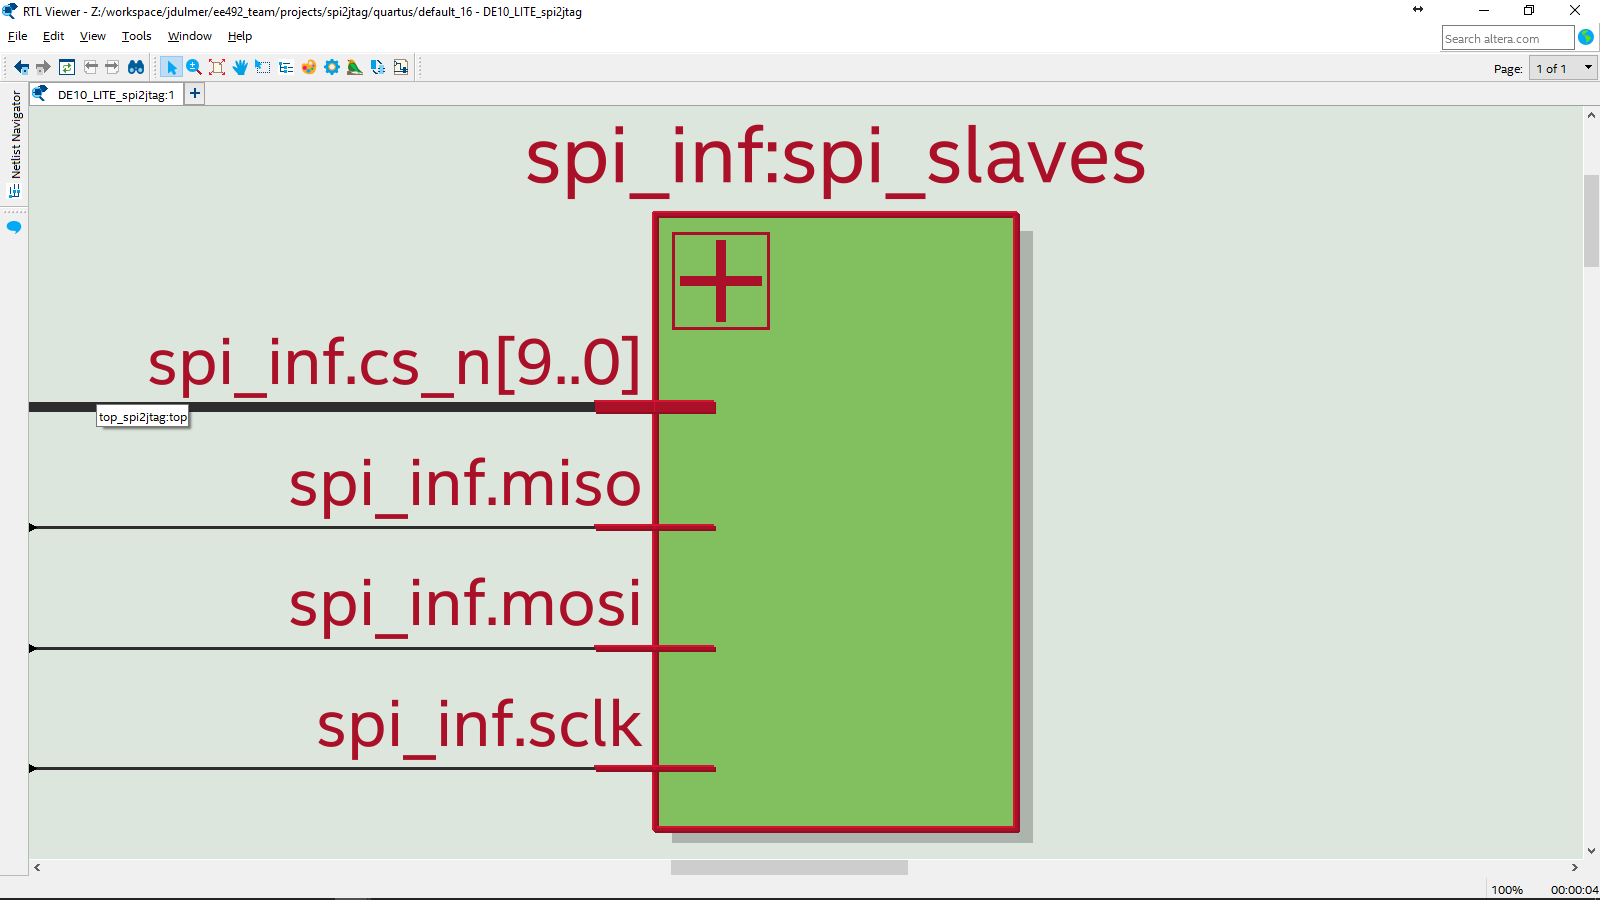 RTL Viewer - Z:/workspace/jdulmer/ee492_team/projects/spi2jtag/quartus/default_16 - DE10_LITE_spi2jtag
File Edit View Tools Window Help
Search altera.com
Page: 1 of 1
DE10_LITE_spi2jtag:1
Netlist Navigator
spi_inf:spi_slaves
spi_inf.cs_n[9..0]
top_spi2jtag:top
spi_inf.miso
spi_inf.mosi
spi_inf.sclk
100% 00:00:04